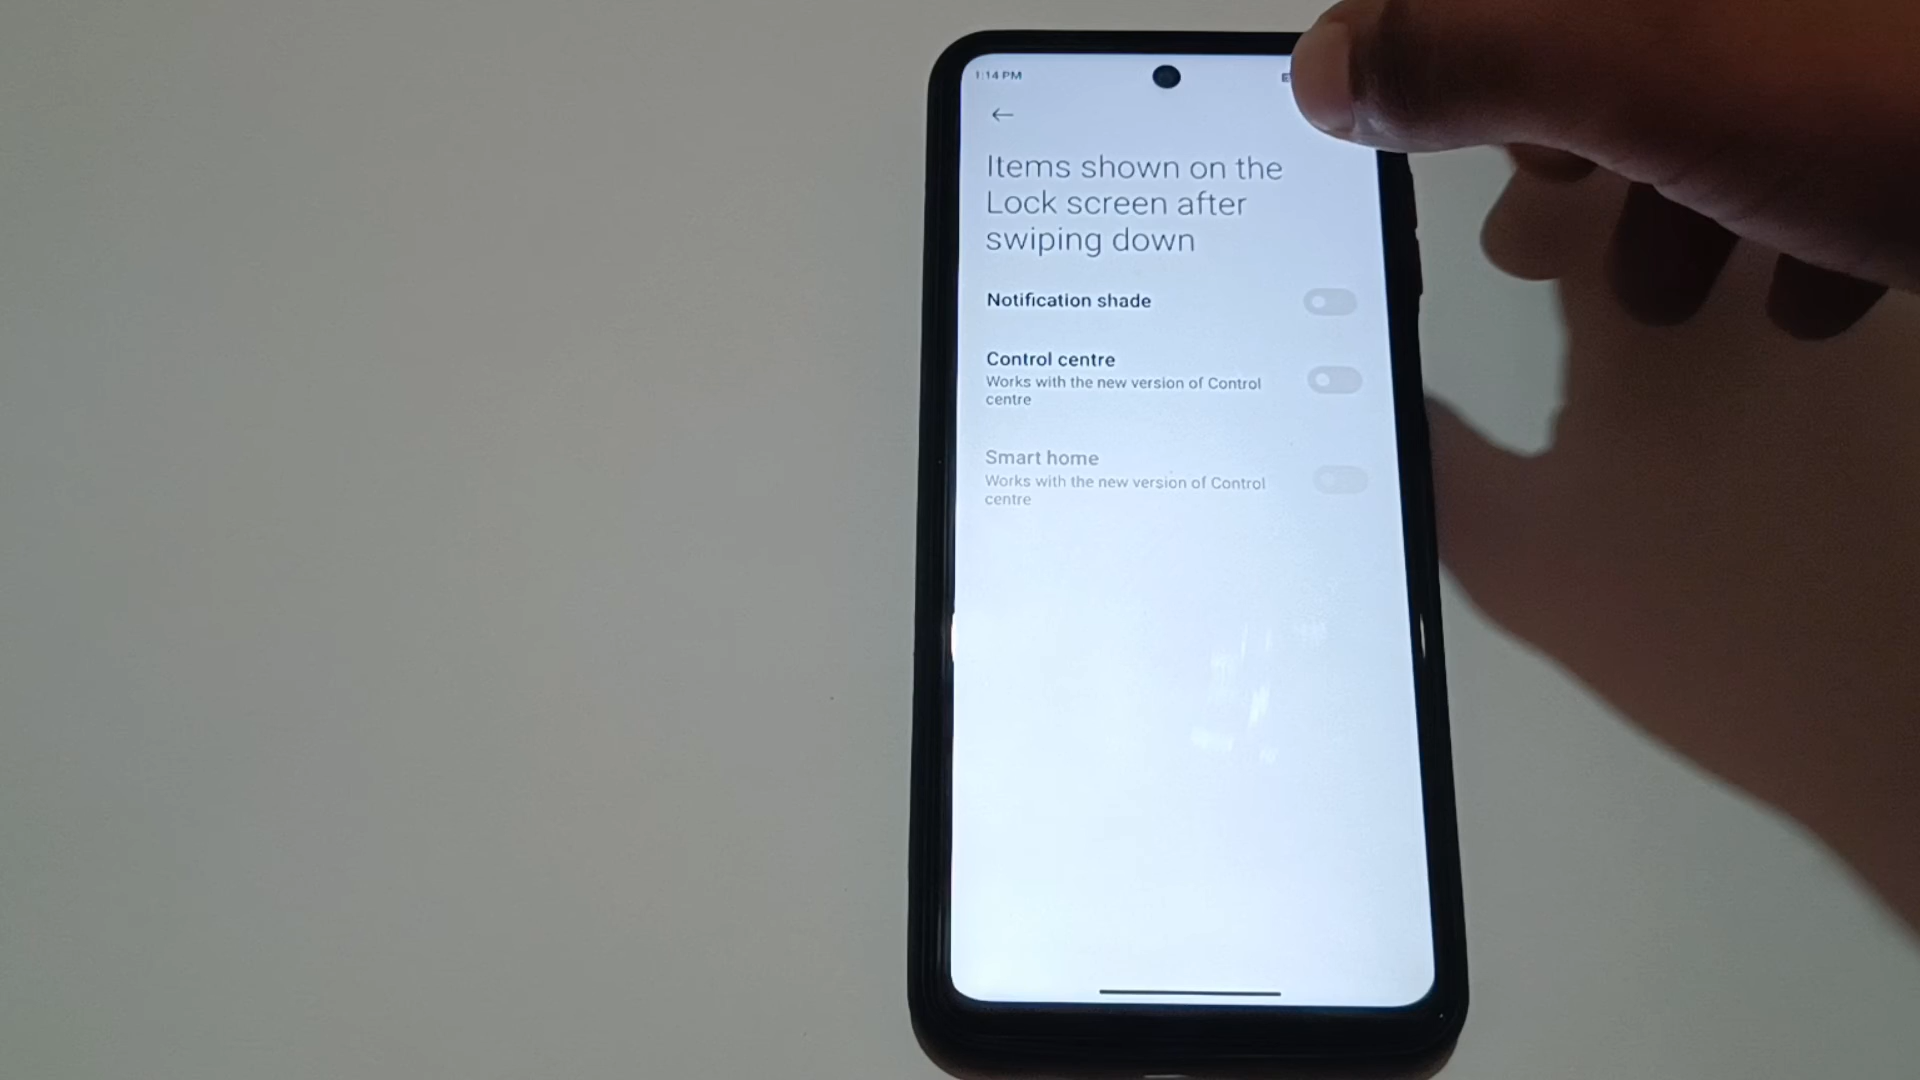 1:14 PM
Items shown on the
Lock screen after
swiping down
Notification shade
Control centre
Works with the new version of Control
centre
Smart home
Works with the new version of Control
centre